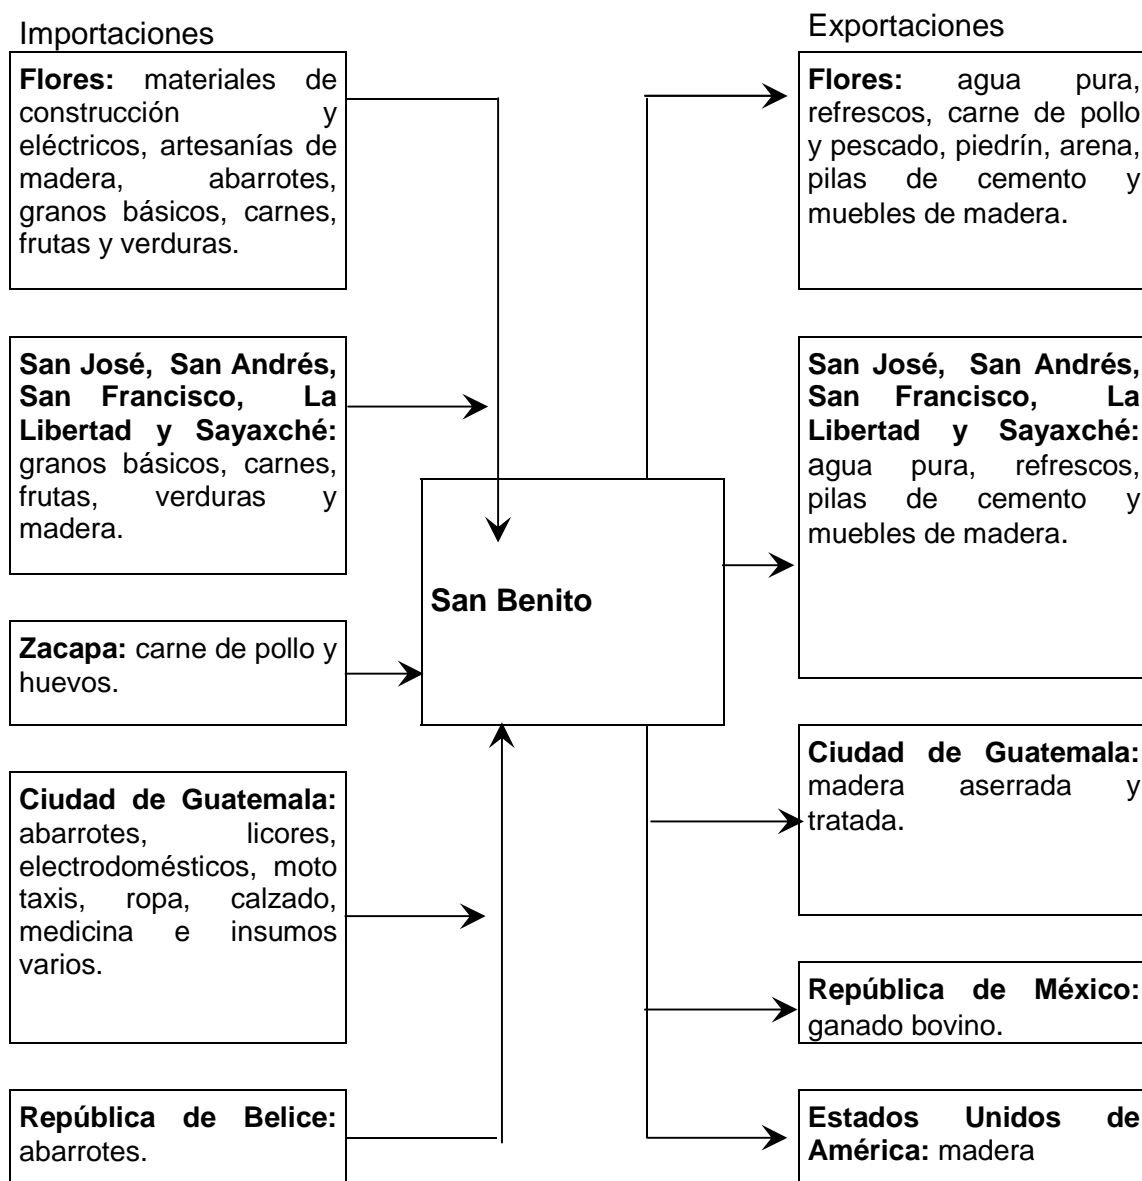 Importaciones
Flores: materiales de
construcción y
eléctricos, artesanías de
madera, abarrotes,
granos básicos, carnes,
frutas y verduras.
San José, San Andrés,
San Francisco, La
Libertad y Sayaxché:
granos básicos, carnes,
frutas, verduras y
madera.
Zacapa: carne de pollo y
huevos.
Ciudad de Guatemala:
abarrotes, licores,
electrodomésticos, moto
taxis, ropa, calzado,
medicina e insumos
varios.
República de Belice:
abarrotes.
San Benito
Exportaciones
Flores: agua pura,
refrescos, carne de pollo
y pescado, piedrín, arena,
pilas de cemento y
muebles de madera.
San José, San Andrés,
San Francisco, La
Libertad y Sayaxché:
agua pura, refrescos,
pilas de cemento y
muebles de madera.
Ciudad de Guatemala:
madera aserrada y
tratada.
República de México:
ganado bovino.
Estados Unidos de
América: madera